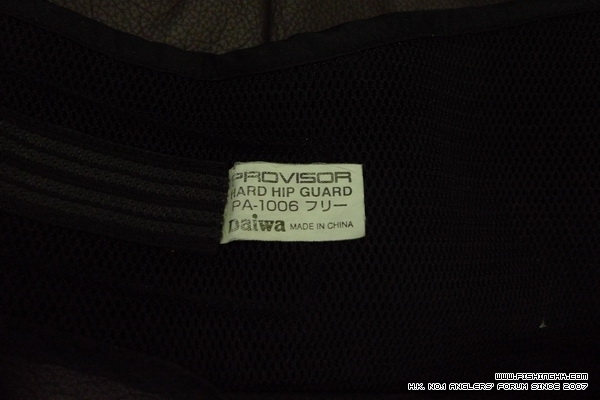 PROVISOR
HARD HIP GUARD
PA-1006 フリー
Daiwa MADE IN CHINA
WWW.FISHINGHK.COM
H.K. NO.1 ANGLERS' FORUM SINCE 2007